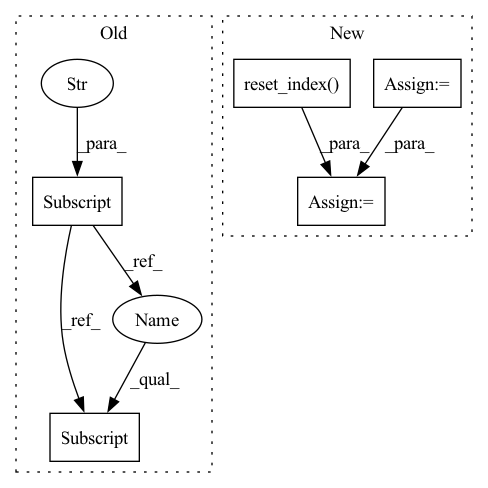 Old
New
Str
reset_index()
Assign:=
_para_
_para_
_para_
Subscript
Assign:=
_ref_
_ref_
Name
_qual_
Subscript